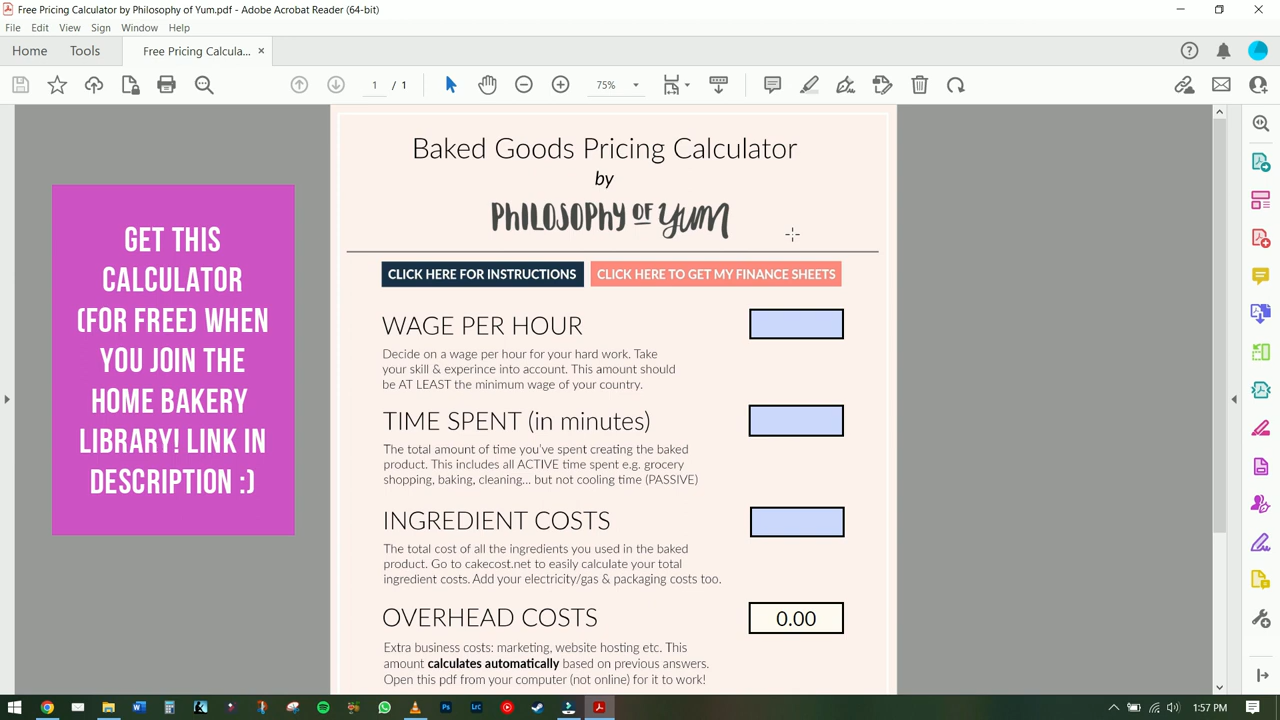 Free Pricing Calculator by Philosophy of Yum.pdf - Adobe Acrobat Reader (64-bit)
File Edit View Sign Window Help
Home Tools Free Pricing Calcula... ×
1 / 1 75%
GET THIS
CALCULATOR
(FOR FREE) WHEN
YOU JOIN THE
HOME BAKERY
LIBRARY! LINK IN
DESCRIPTION :)
Baked Goods Pricing Calculator
by
PHILOSOPHY OF YUM
CLICK HERE FOR INSTRUCTIONS CLICK HERE TO GET MY FINANCE SHEETS
WAGE PER HOUR
Decide on a wage per hour for your hard work. Take
your skill & experince into account. This amount should
be AT LEAST the minimum wage of your country.
TIME SPENT (in minutes)
The total amount of time you've spent creating the baked
product. This includes all ACTIVE time spent e.g. grocery
shopping, baking, cleaning... but not cooling time (PASSIVE)
INGREDIENT COSTS
The total cost of all the ingredients you used in the baked
product. Go to cakecost.net to easily calculate your total
ingredient costs. Add your electricity/gas & packaging costs too.
OVERHEAD COSTS 0.00
Extra business costs: marketing, website hosting etc. This
amount calculates automatically based on previous answers.
Open this pdf from your computer (not online) for it to work!
1:57 PM